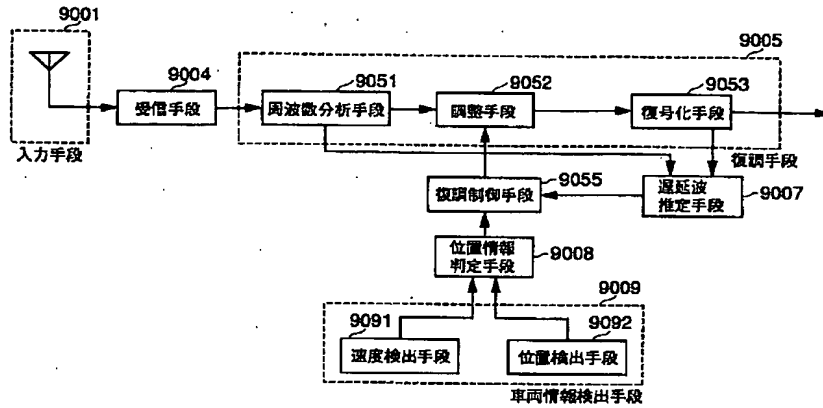 9001
入力手段
9004
受信手段
9005
9051
周波数分析手段
9052
調整手段
9053
復号化手段
復調手段
9055
復調制御手段
遅延波
推定手段
9007
位置情報
判定手段
9008
9009
9091
速度検出手段
9092
位置検出手段
車両情報検出手段